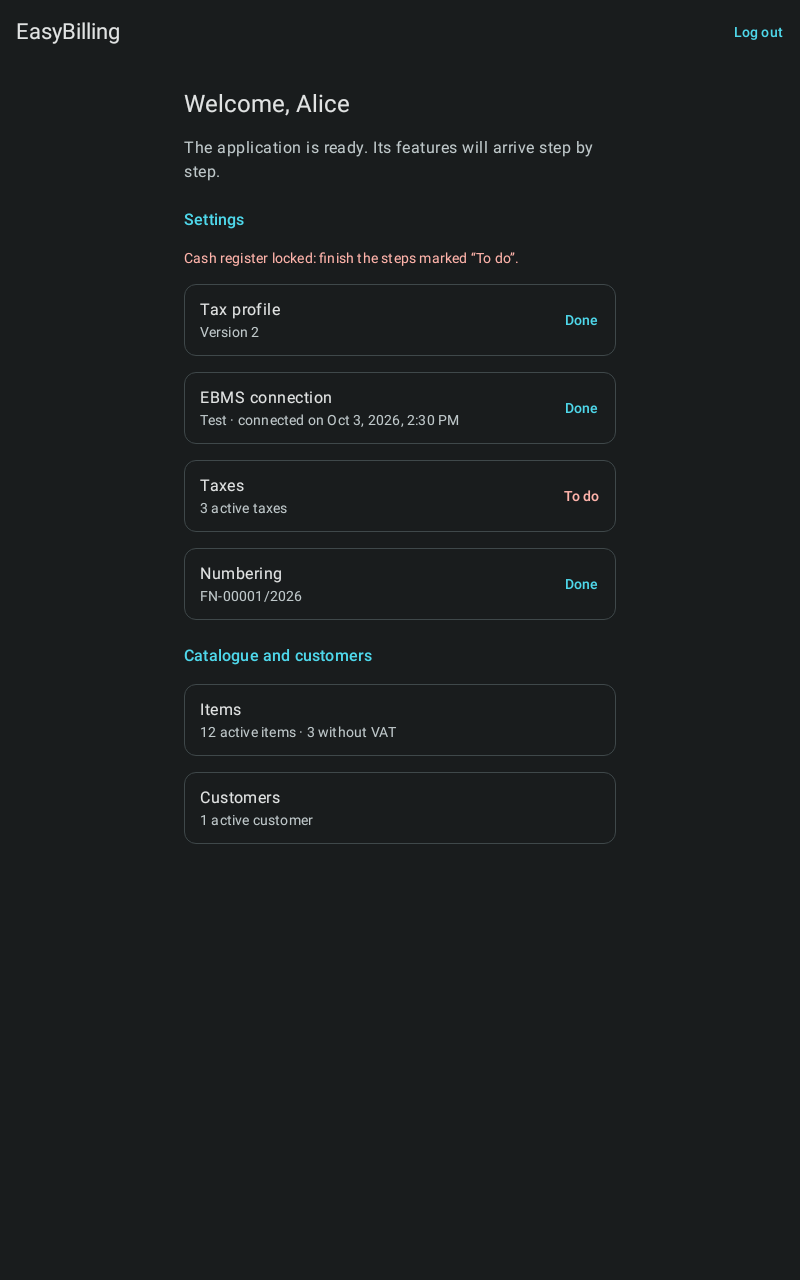 EasyBilling
Log out
Welcome, Alice
The application is ready. Its features will arrive step by
step.
Settings
Cash register locked: finish the steps marked “To do”.
Tax profile
Version 2
Done
EBMS connection
Test · connected on Oct 3, 2026, 2:30 PM
Done
Taxes
3 active taxes
To do
Numbering
FN-00001/2026
Done
Catalogue and customers
Items
12 active items · 3 without VAT
Customers
1 active customer